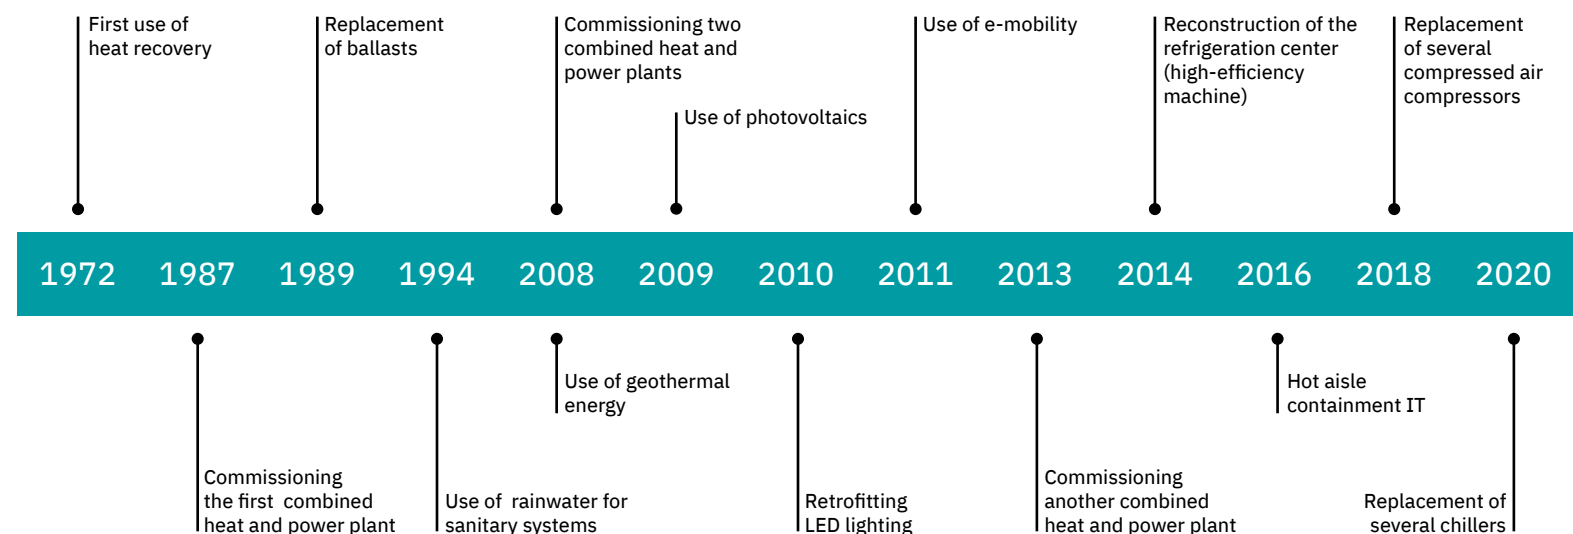 First use of
heat recovery
Replacement
of ballasts
Commissioning two
combined heat and
power plants
Use of photovoltaics
Use of e-mobility
Reconstruction of the
refrigeration center
(high-efficiency
machine)
Replacement
of several
compressed air
compressors
1972 1987 1989 1994 2008 2009 2010 2011 2013 2014 2016 2018 2020
Commissioning
the first combined
heat and power plant
Use of rainwater for
sanitary systems
Use of geothermal
energy
Retrofitting
LED lighting
Commissioning
another combined
heat and power plant
Hot aisle
containment IT
Replacement of
several chillers